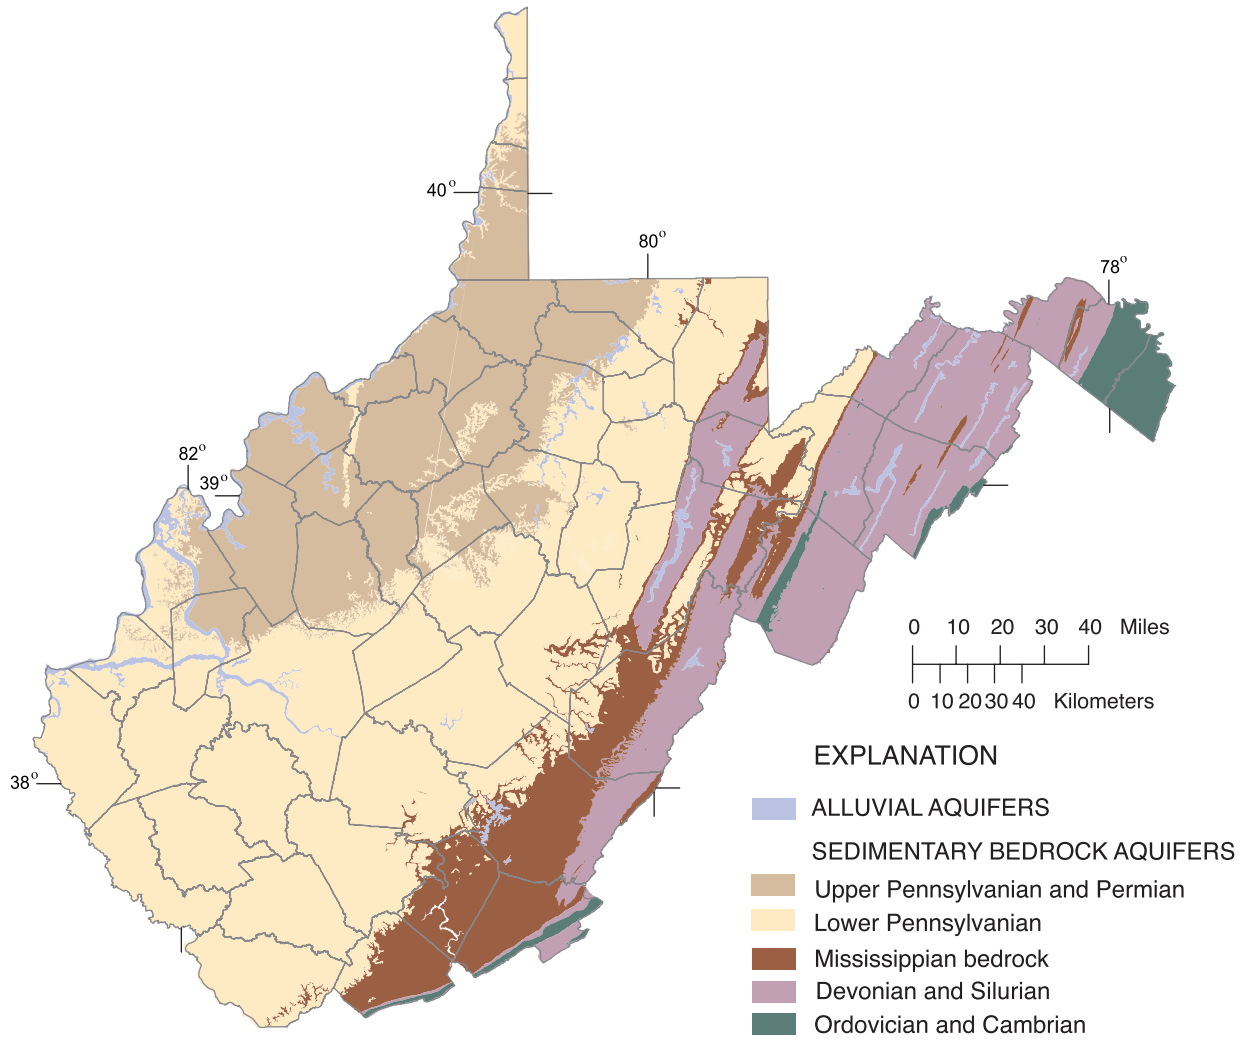 40°
80°
78°
82°
39°
0 10 20 30 40 Miles
0 10 20 30 40 Kilometers
EXPLANATION
38°
ALLUVIAL AQUIFERS
SEDIMENTARY BEDROCK AQUIFERS
Upper Pennsylvanian and Permian
Lower Pennsylvanian
Mississippian bedrock
Devonian and Silurian
Ordovician and Cambrian